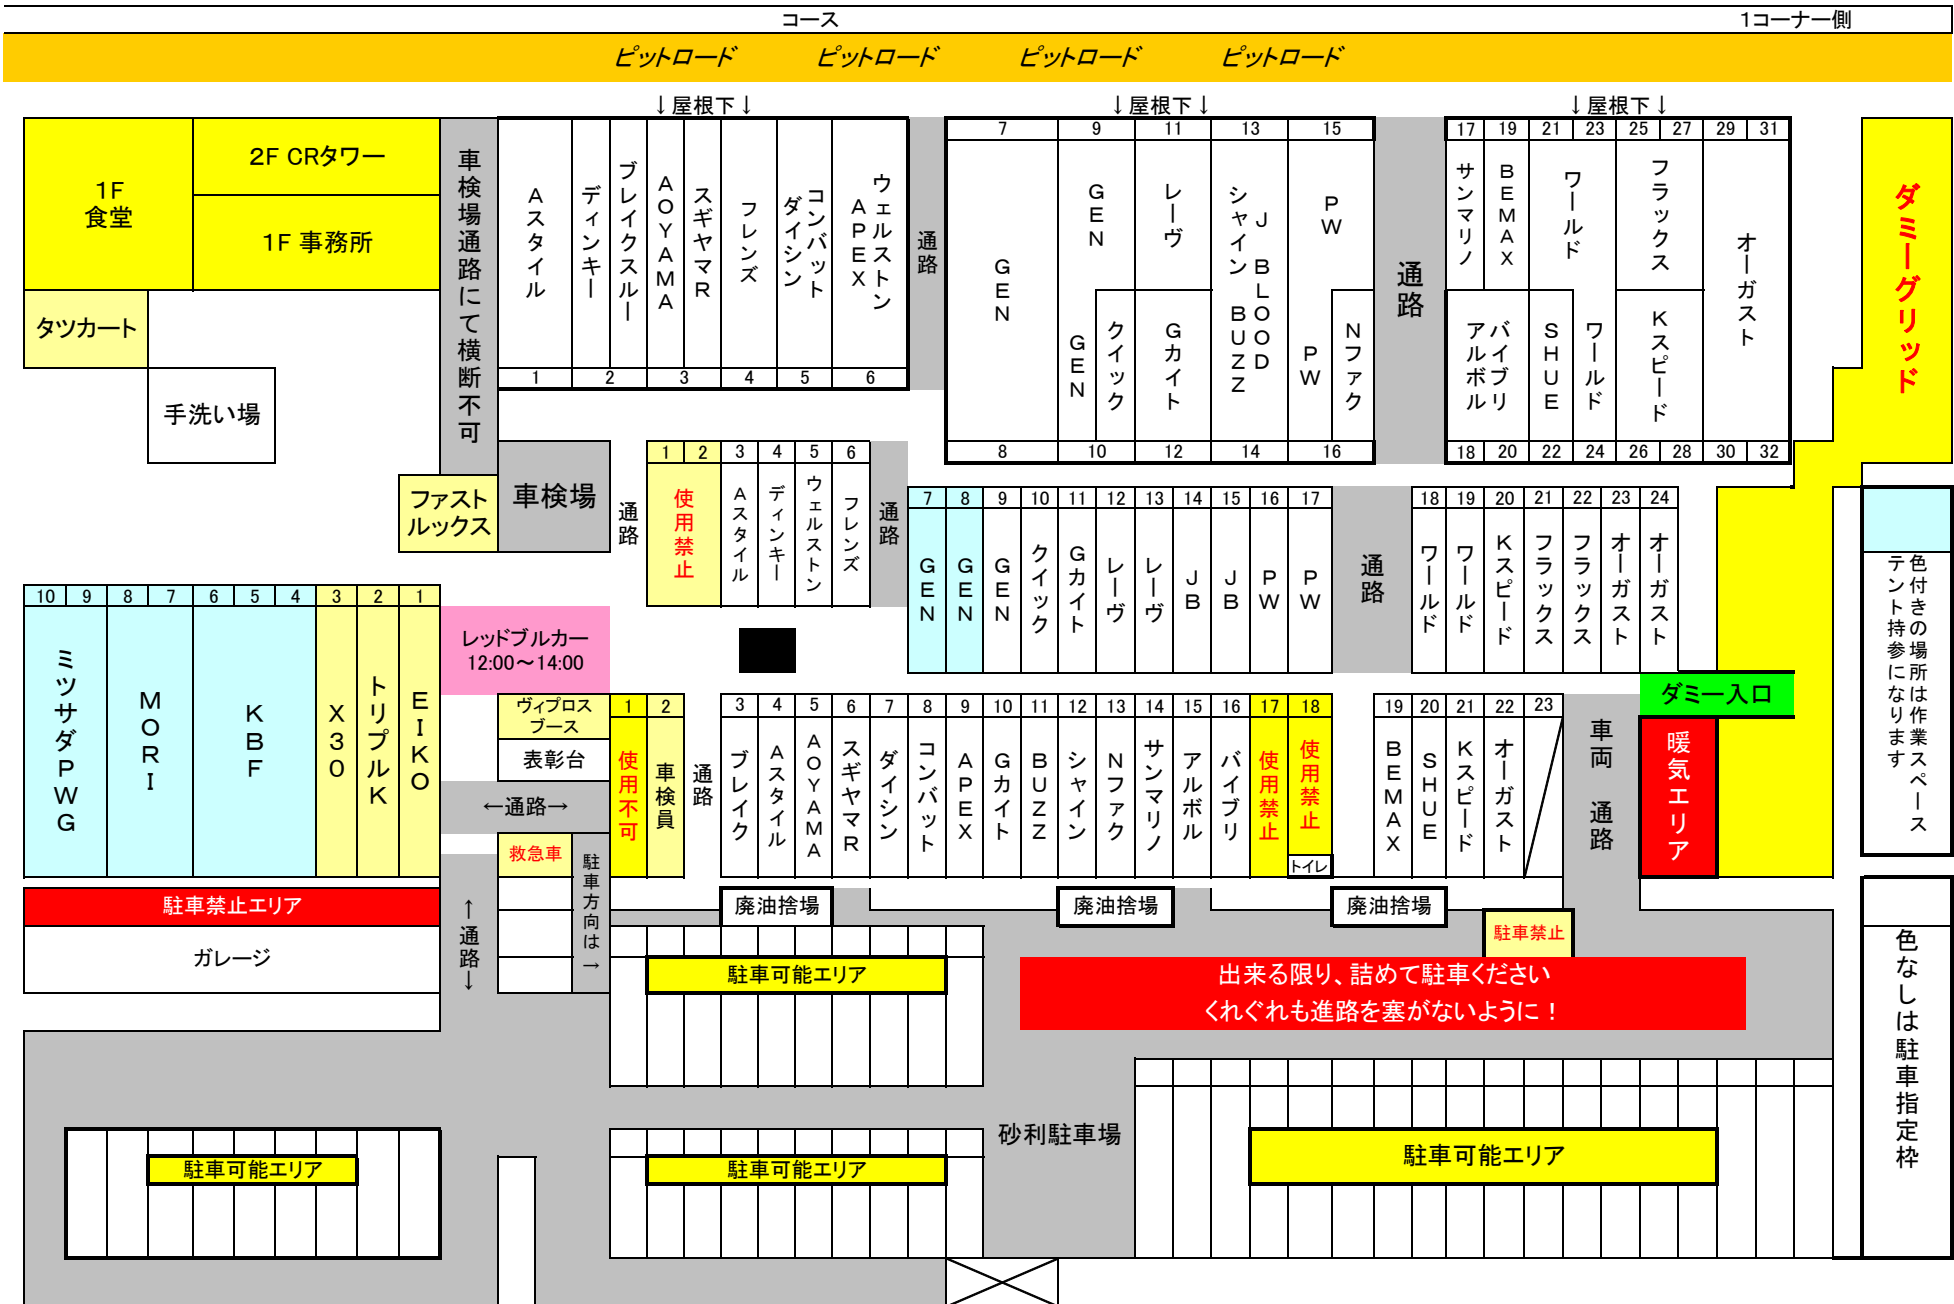 コース
1コーナー側
ピットロード ピットロード ピットロード ピットロード
↓屋根下↓ ↓屋根下↓ ↓屋根下↓
1F
食堂
2F CRタワー
1F 事務所
タツカート
手洗い場
車検場通路にて横断不可
Aスタイル
ディンキー
ブレイクスルー
AOYAMA
スギヤマR
フレンズ
コンバット
ダイシン
ウェルストン
APEX
1 2 3 4 5 6
通路
7 9 11 13 15
GEN
GEN
レーヴ
J BLOOD
シャイン BUZZ
PW
GEN
クイック
Gカイト
PW
Nファク
8 10 12 14 16
通路
17 19 21 23 25 27 29 31
サンマリノ
BEMAX
ワールド
フラックス
オーガスト
バイブリ
アルボル
SHUE
ワールド
Kスピード
18 20 22 24 26 28 30 32
ダミーグリッド
ファスト
ルックス
車検場
通路
1 2 3 4 5 6
使用禁止
Aスタイル
ディンキー
ウェルストン
フレンズ
通路
7 8 9 10 11 12 13 14 15 16 17
GEN
GEN
GEN
クイック
Gカイト
レーヴ
レーヴ
JB
JB
PW
PW
通路
18 19 20 21 22 23 24
ワールド
ワールド
Kスピード
フラックス
フラックス
オーガスト
オーガスト
色付きの場所は作業スペース
テント持参になります
10 9 8 7 6 5 4 3 2 1
ミツサダPWG
MORI
KBF
X30
トリプルK
EIKO
レッドブルカー
12:00～14:00
ヴィプロス
ブース
表彰台
←通路→
1 2
使用不可
車検員
通路
3 4 5 6 7 8 9 10 11 12 13 14 15 16 17 18
ブレイク
Aスタイル
AOYAMA
スギヤマR
ダイシン
コンバット
APEX
Gカイト
BUZZ
シャイン
Nファク
サンマリノ
アルボル
バイブリ
使用禁止
使用禁止
トイレ
19 20 21 22 23
BEMAX
SHUE
Kスピード
オーガスト
車両 通路
ダミー入口
暖気エリア
救急車
駐車方向は→
駐車禁止エリア
ガレージ
↑通路↓
廃油捨場 廃油捨場 廃油捨場
駐車禁止
駐車可能エリア
出来る限り、詰めて駐車ください
くれぐれも進路を塞がないように！
色なしは駐車指定枠
砂利駐車場
駐車可能エリア
駐車可能エリア
駐車可能エリア